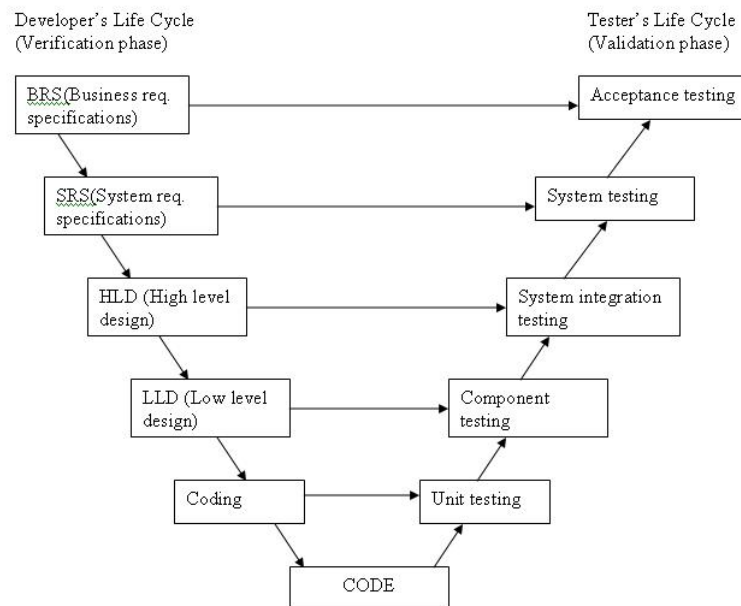 Developer's Life Cycle
(Verification phase)
Tester's Life Cycle
(Validation phase)
BRS(Business req.
specifications)
Acceptance testing
SRS(System req.
specifications)
System testing
HLD (High level
design)
System integration
testing
LLD (Low level
design)
Component
testing
Coding
Unit testing
CODE